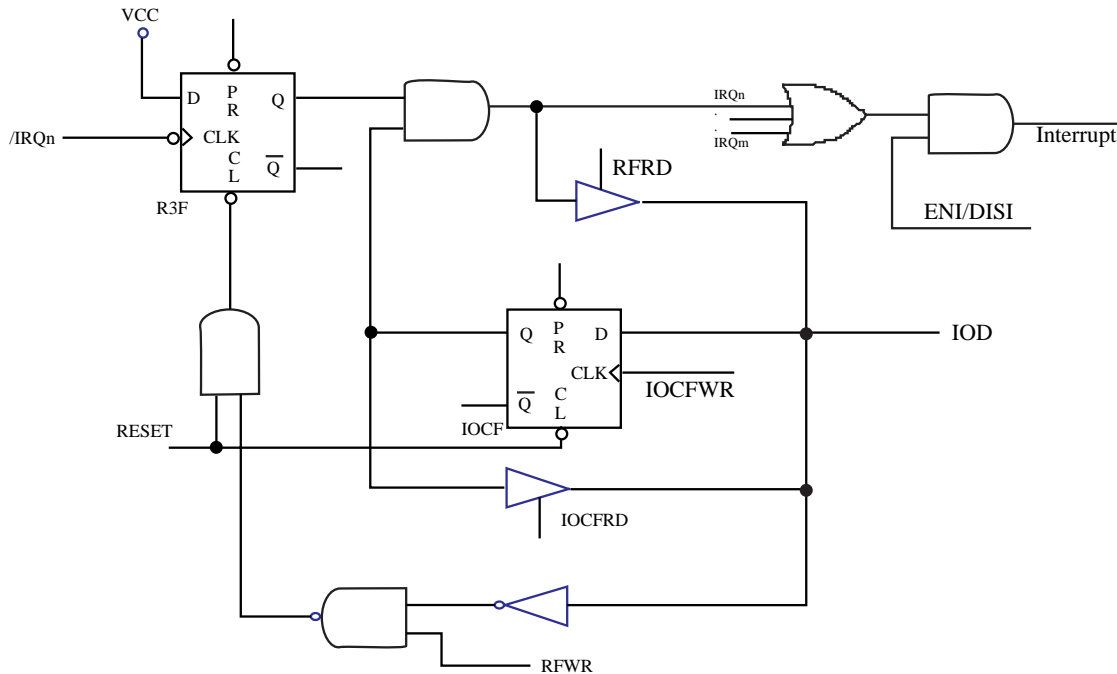 VCC
D
P
R
Q
/IRQn
CLK
C
L
Q
R3F
IRQn
.
.
IRQm
Interrupt
RFRD
ENI/DISI
Q
P
R
D
IOD
CLK
IOCFWR
Q
C
L
IOCF
RESET
IOCFRD
RFWR